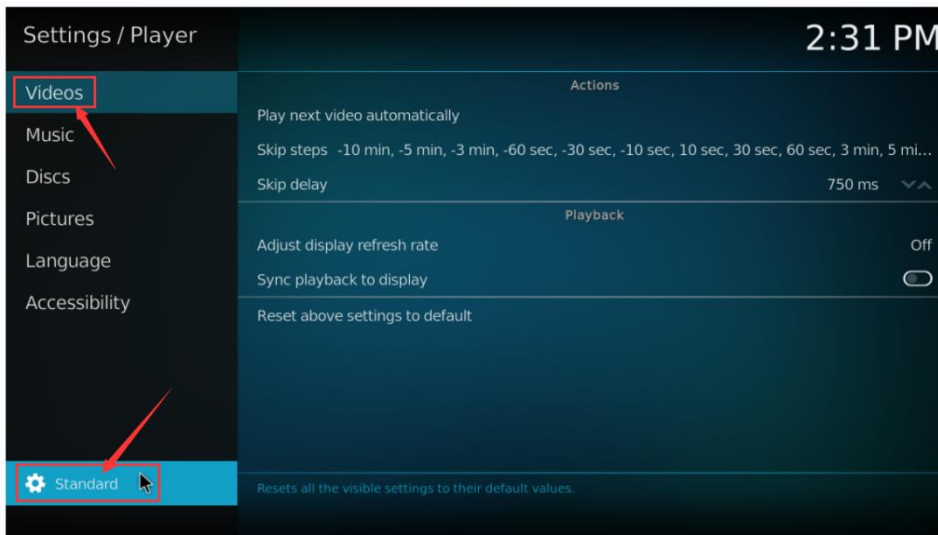 Settings / Player
2:31 PM
Videos
Music
Discs
Pictures
Language
Accessibility
Standard
Actions
Play next video automatically
Skip steps -10 min, -5 min, -3 min, -60 sec, -30 sec, -10 sec, 10 sec, 30 sec, 60 sec, 3 min, 5 mi...
Skip delay 750 ms
Playback
Adjust display refresh rate Off
Sync playback to display
Reset above settings to default
Resets all the visible settings to their default values.